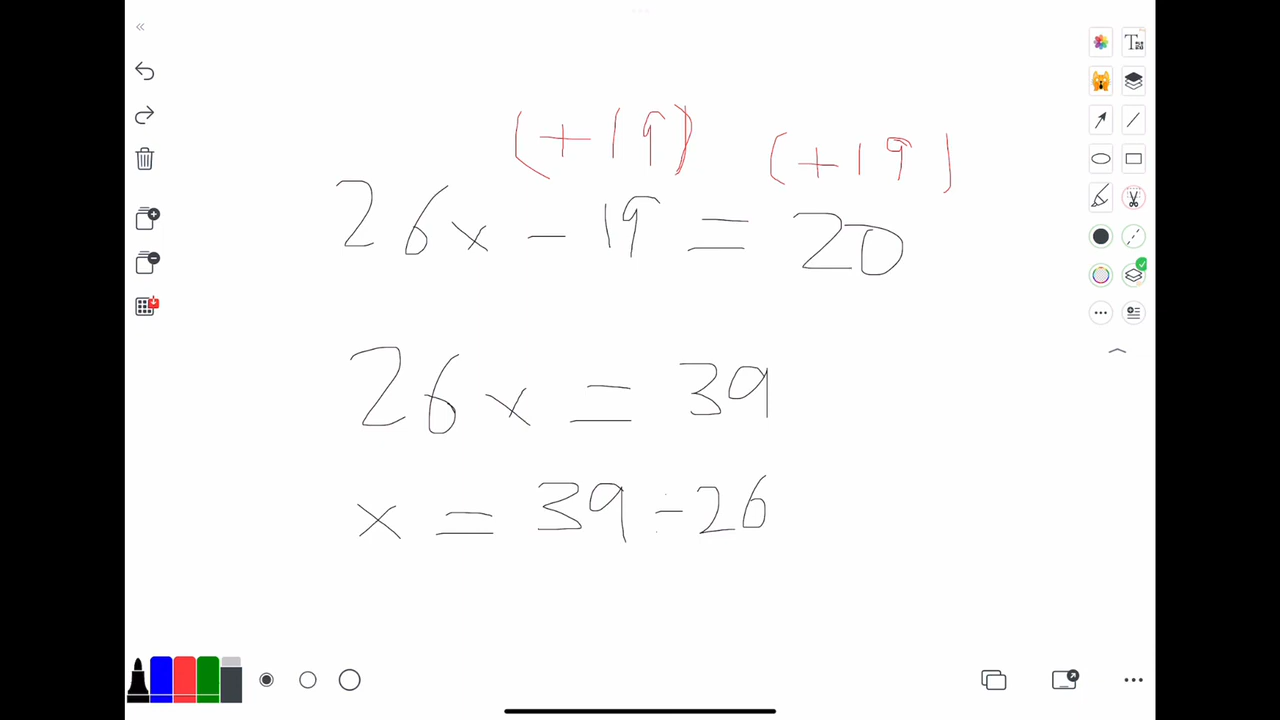 (+19) (+19)
26x - 19 = 20
26x = 39
x = 39 ÷ 26